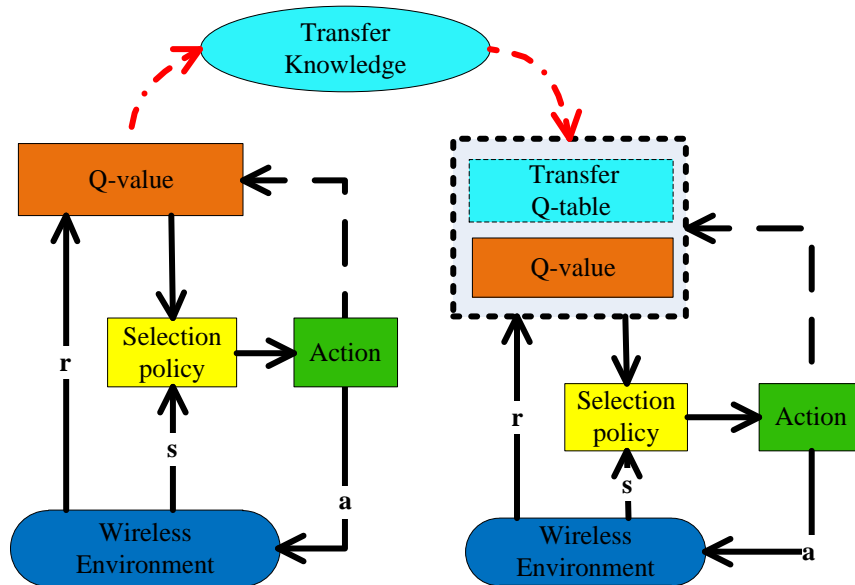 Transfer
Knowledge
Q-value
Selection
policy
Action
r
s
a
Wireless
Environment
Transfer
Q-table
Q-value
Selection
policy
Action
r
s
a
Wireless
Environment